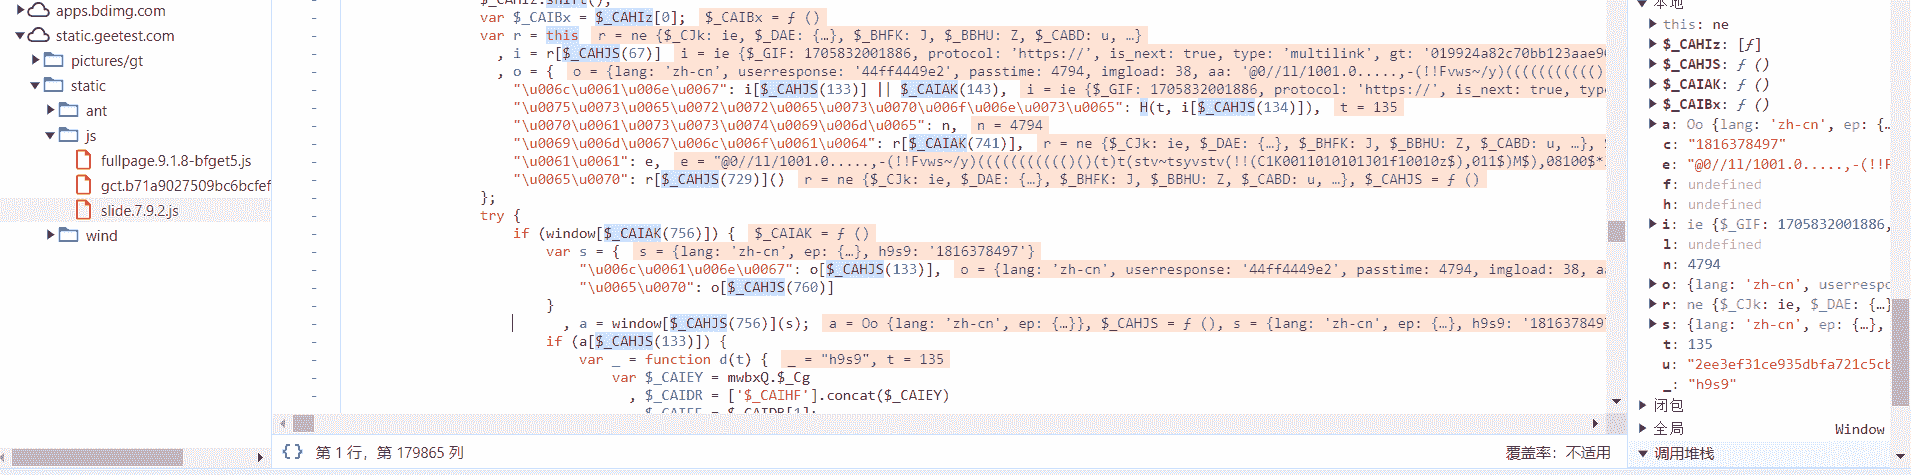 apps.bdimg.com
static.geetest.com
pictures/gt
static
ant
js
fullpage.9.1.8-bfget5.js
gct.b71a9027509bc6bcfef
slide.7.9.2.js
wind
$_CAHIz.shift();
var $_CAIBx = $_CAHIz[0];   $_CAIBx = ƒ ()
var r = this   r = ne {$_CJk: ie, $_DAE: {…}, $_BHFK: J, $_BBHU: Z, $_CABD: u, …}
, i = r[$_CAHJS(67)]   i = ie {$_GIF: 1705832001886, protocol: 'https://', is_next: true, type: 'multilink', gt: '019924a82c70bb123aae9
, o = {   o = {lang: 'zh-cn', userresponse: '44ff4449e2', passtime: 4794, imgload: 38, aa: '@0//1l/1001.0.....,-(!!Fvws~/y)((((((((((()
"\u006c\u0061\u006e\u0067": i[$_CAHJS(133)] || $_CAIAK(143),   i = ie {$_GIF: 1705832001886, protocol: 'https://', is_next: true, typ
"\u0075\u0073\u0065\u0072\u0072\u0065\u0073\u0070\u006f\u006e\u0073\u0065": H(t, i[$_CAHJS(134)]),   t = 135
"\u0070\u0061\u0073\u0073\u0074\u0069\u006d\u0065": n,   n = 4794
"\u0069\u006d\u0067\u006c\u006f\u0061\u0064": r[$_CAIAK(741)],   r = ne {$_CJk: ie, $_DAE: {…}, $_BHFK: J, $_BBHU: Z, $_CABD: u, …},
"\u0061\u0061": e,   e = "@0//1l/1001.0.....,-(!!Fvws~/y)((((((((((()()(t)t(stv~tsyvstv(!!(C1K0011010101J01f10010z$),011$)M$),08100$*
"\u0065\u0070": r[$_CAHJS(729)]()   r = ne {$_CJk: ie, $_DAE: {…}, $_BHFK: J, $_BBHU: Z, $_CABD: u, …}, $_CAHJS = ƒ ()
};
try {
if (window[$_CAIAK(756)]) {   $_CAIAK = ƒ ()
var s = {   s = {lang: 'zh-cn', ep: {…}, h9s9: '1816378497'}
"\u006c\u0061\u006e\u0067": o[$_CAHJS(133)],   o = {lang: 'zh-cn', userresponse: '44ff4449e2', passtime: 4794, imgload: 38, aa
"\u0065\u0070": o[$_CAHJS(760)]
}
, a = window[$_CAHJS(756)](s);   a = Oo {lang: 'zh-cn', ep: {…}}, $_CAHJS = ƒ (), s = {lang: 'zh-cn', ep: {…}, h9s9: '1816378497
if (a[$_CAHJS(133)]) {
var _ = function d(t) {   _ = "h9s9", t = 135
var $_CAIEY = mwbxQ.$_Cg
, $_CAIDR = ['$_CAIHF'].concat($_CAIEY)
{} 第 1 行，第 179865 列
覆盖率：不适用
本地
this: ne
$_CAHIz: [ƒ]
$_CAHJS: ƒ ()
$_CAIAK: ƒ ()
$_CAIBx: ƒ ()
a: Oo {lang: 'zh-cn', ep: {…
c: "1816378497"
e: "@0//1l/1001.0.....,-(!!F
f: undefined
h: undefined
i: ie {$_GIF: 1705832001886,
l: undefined
n: 4794
o: {lang: 'zh-cn', userrespo
r: ne {$_CJk: ie, $_DAE: {…}
s: {lang: 'zh-cn', ep: {…},
t: 135
u: "2ee3ef31ce935dbfa721c5cb
_: "h9s9"
闭包
全局 Window
调用堆栈